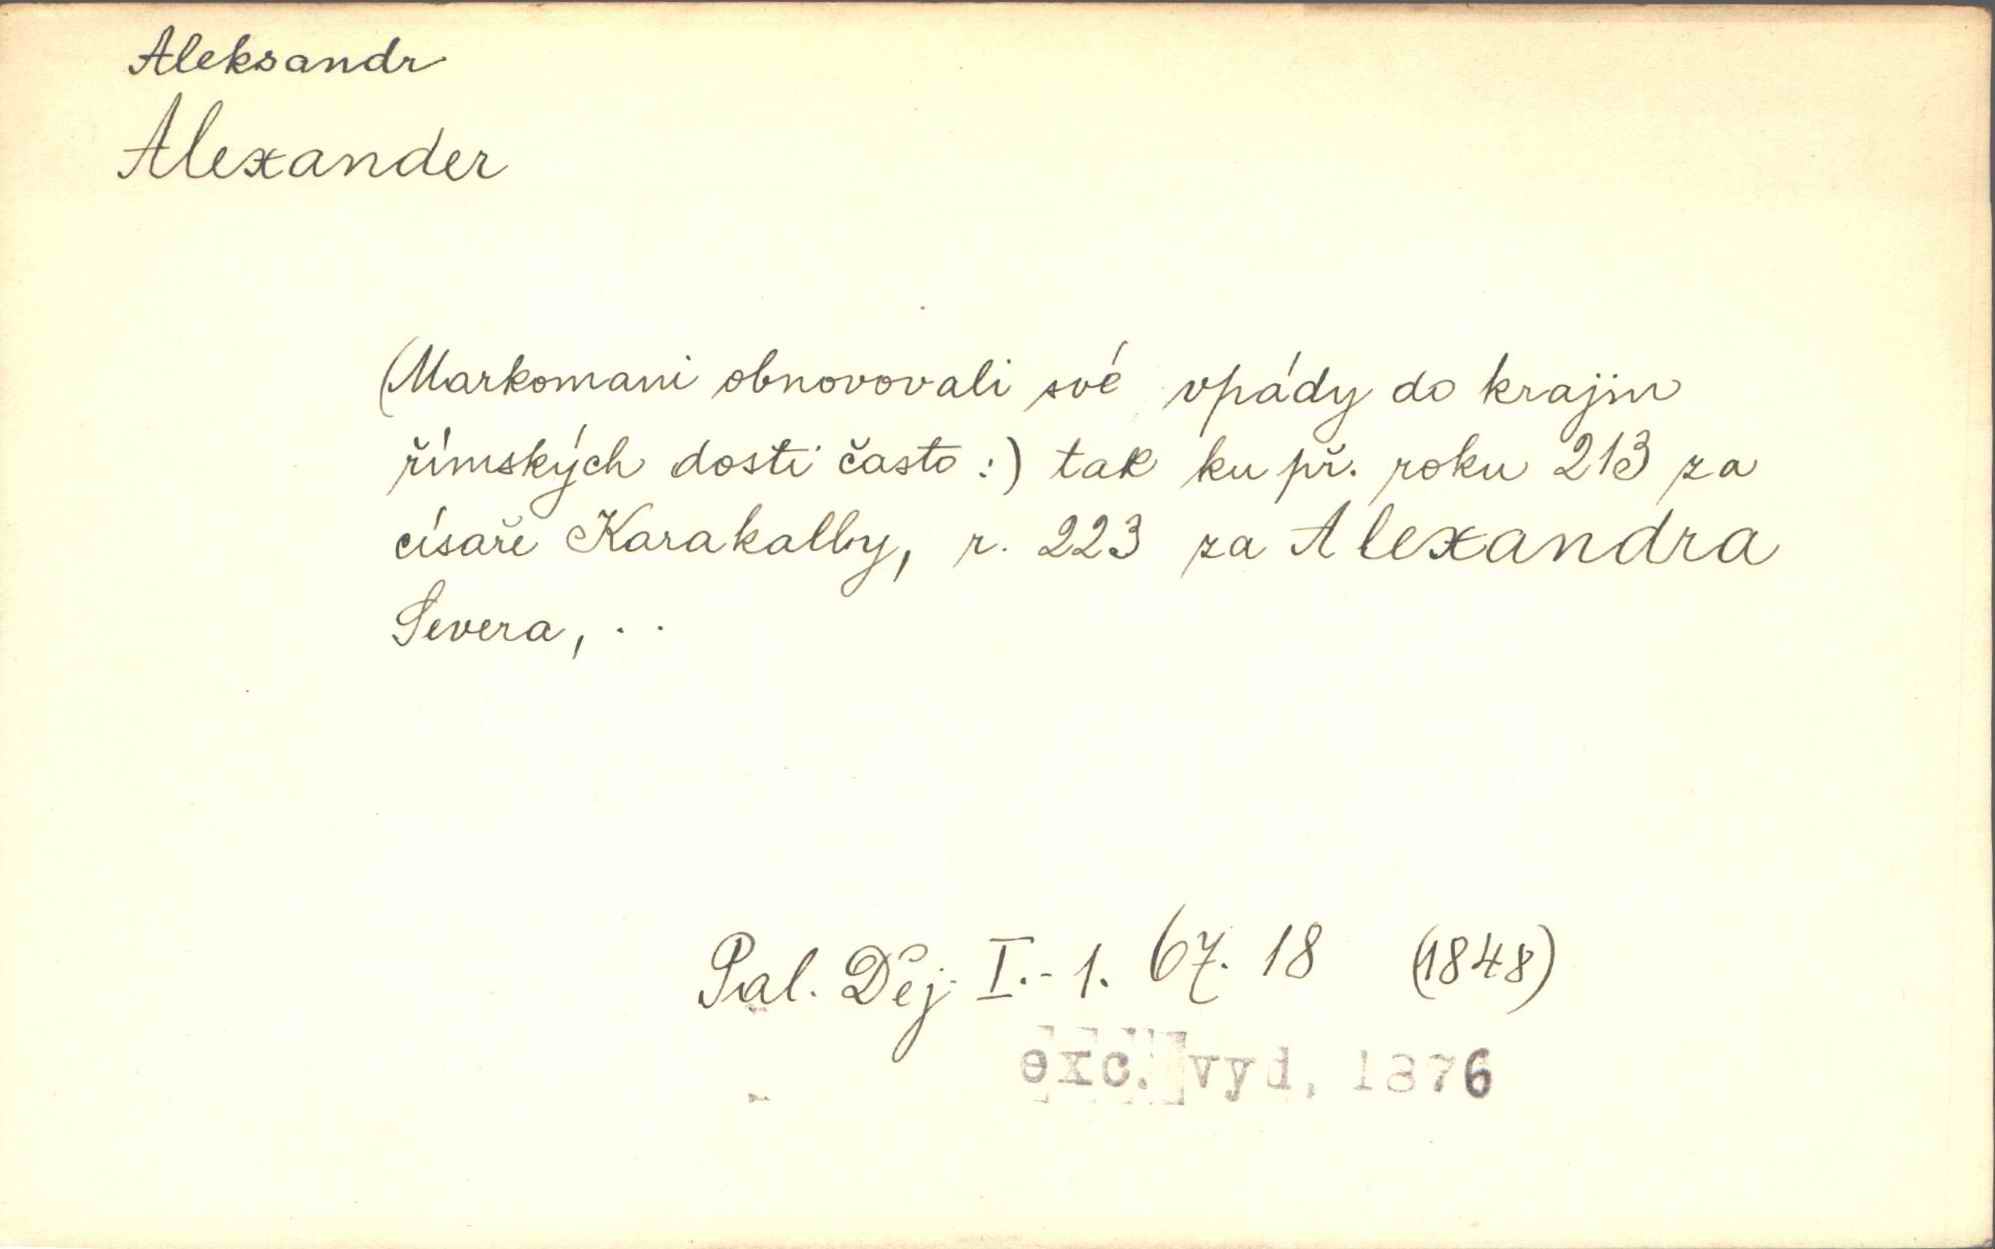 Aleksandr
Alexander
(Markomani obnovovali své vpády do krajin
římských dosti často:) tak ku př. roku 213 za
císaře Karakally, r. 223 za Alexandra
Severa, . .
Pal. Děj. I.-1. 67. 18 (1848)
exc. vyd, 1876